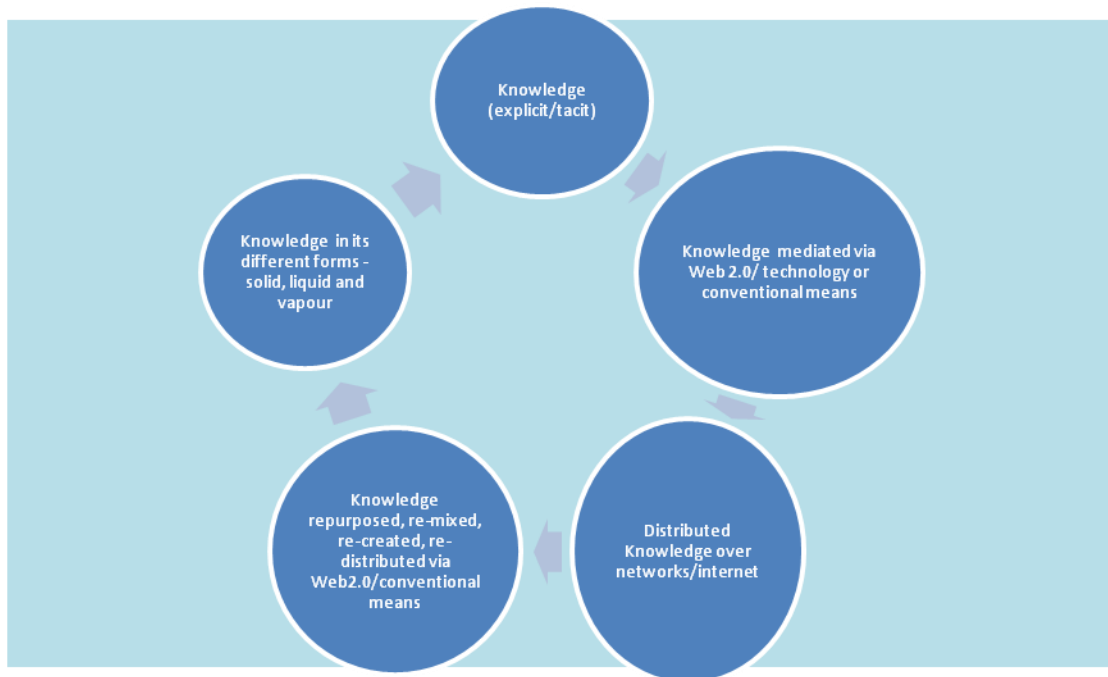 Knowledge
(explicit/tacit)
Knowledge mediated via
Web 2.0/ technology or
conventional means
Distributed
Knowledge over
networks/internet
Knowledge
repurposed, re-mixed,
re-created, re-
distributed via
Web2.0/conventional
means
Knowledge in its
different forms -
solid, liquid and
vapour